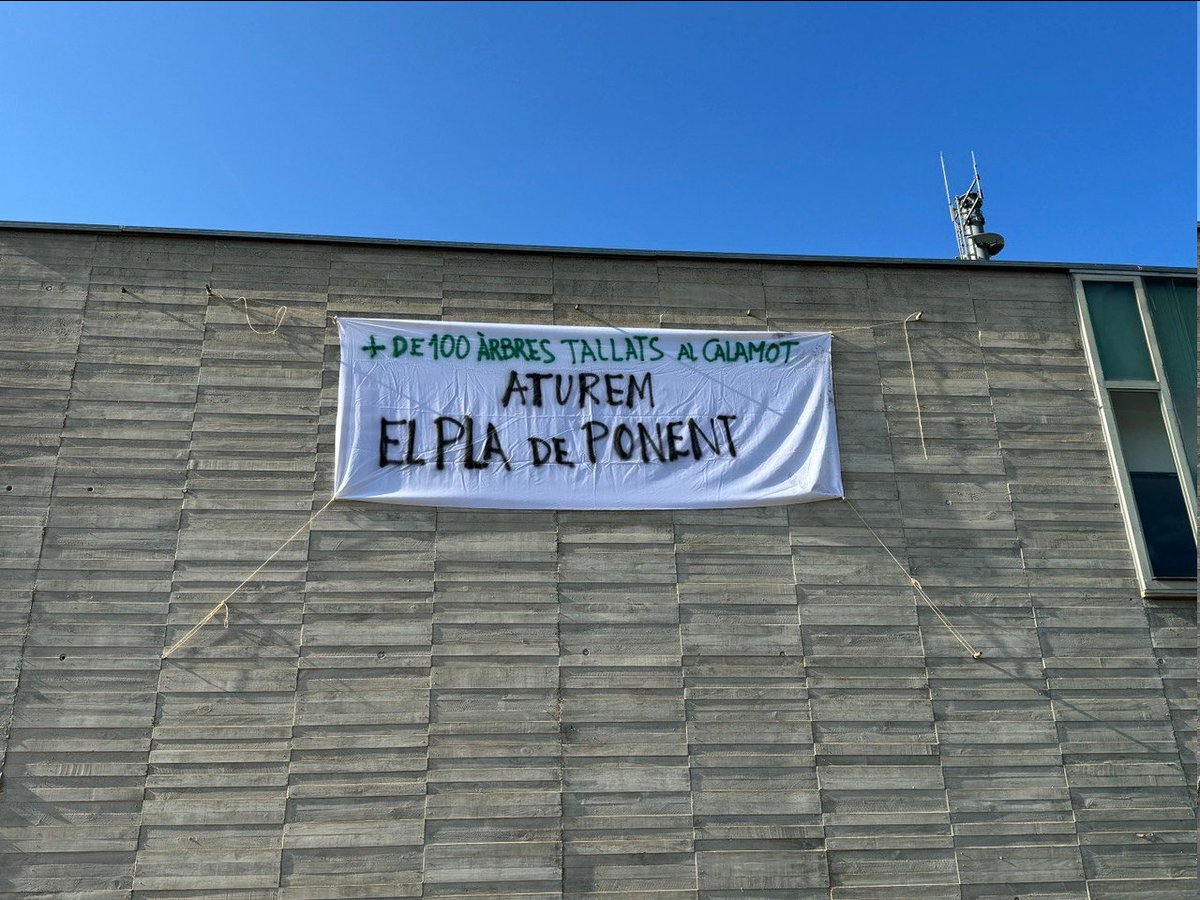 + DE 100 ÀRBRES TALLATS AL CALAMOT
ATUREM
EL PLA DE PONENT